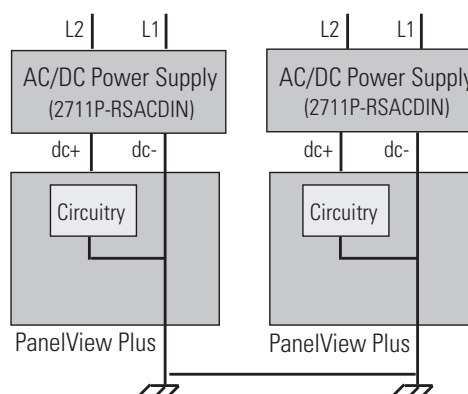 L2 L1
AC/DC Power Supply
(2711P-RSACDIN)
dc+ dc-
Circuitry
PanelView Plus
L2 L1
AC/DC Power Supply
(2711P-RSACDIN)
dc+ dc-
Circuitry
PanelView Plus